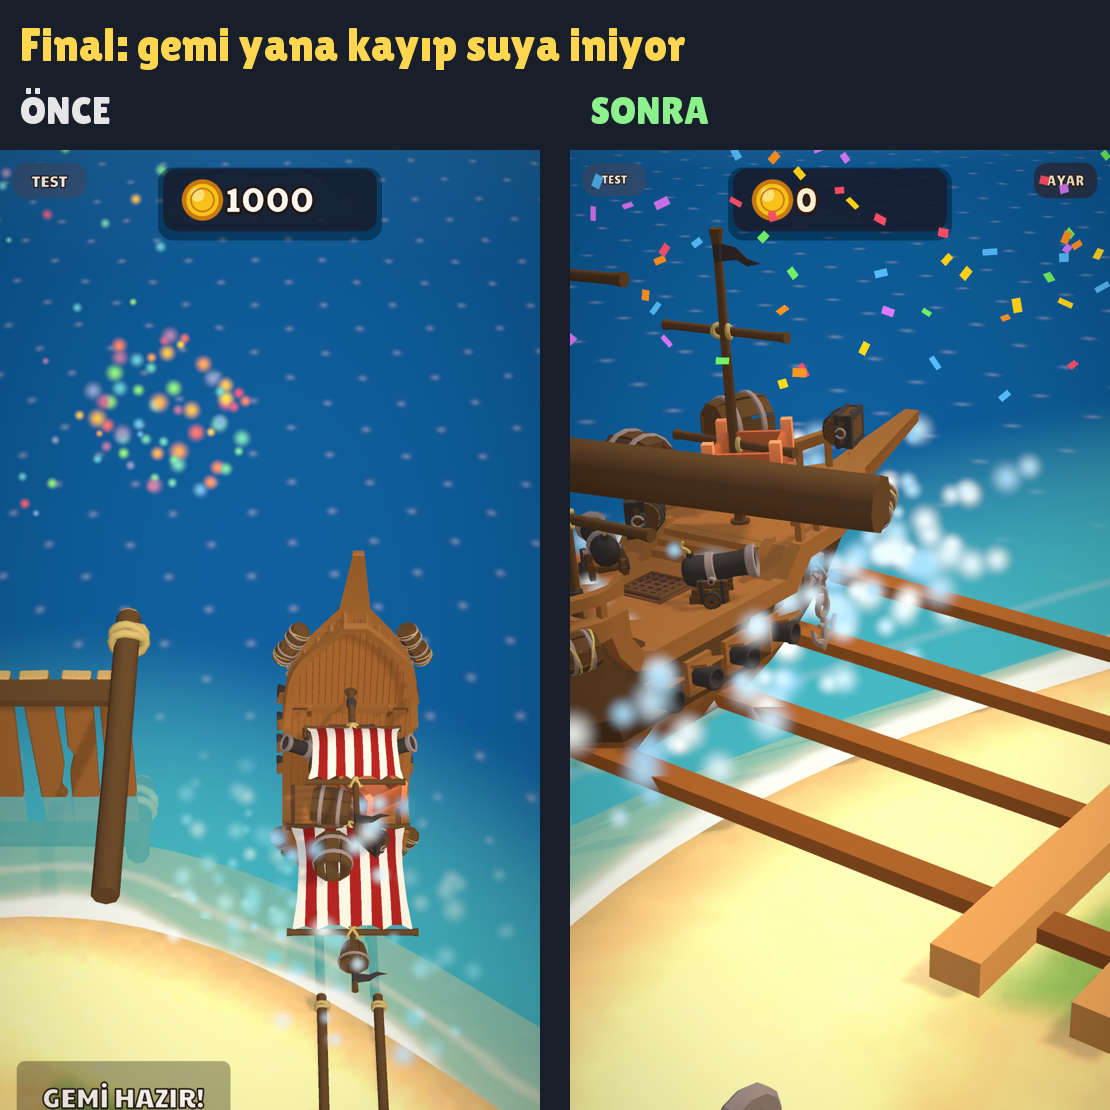 Final: gemi yana kayıp suya iniyor
ÖNCE
SONRA
TEST
1000
TEST
0
AYAR
GEMİ HAZIR!